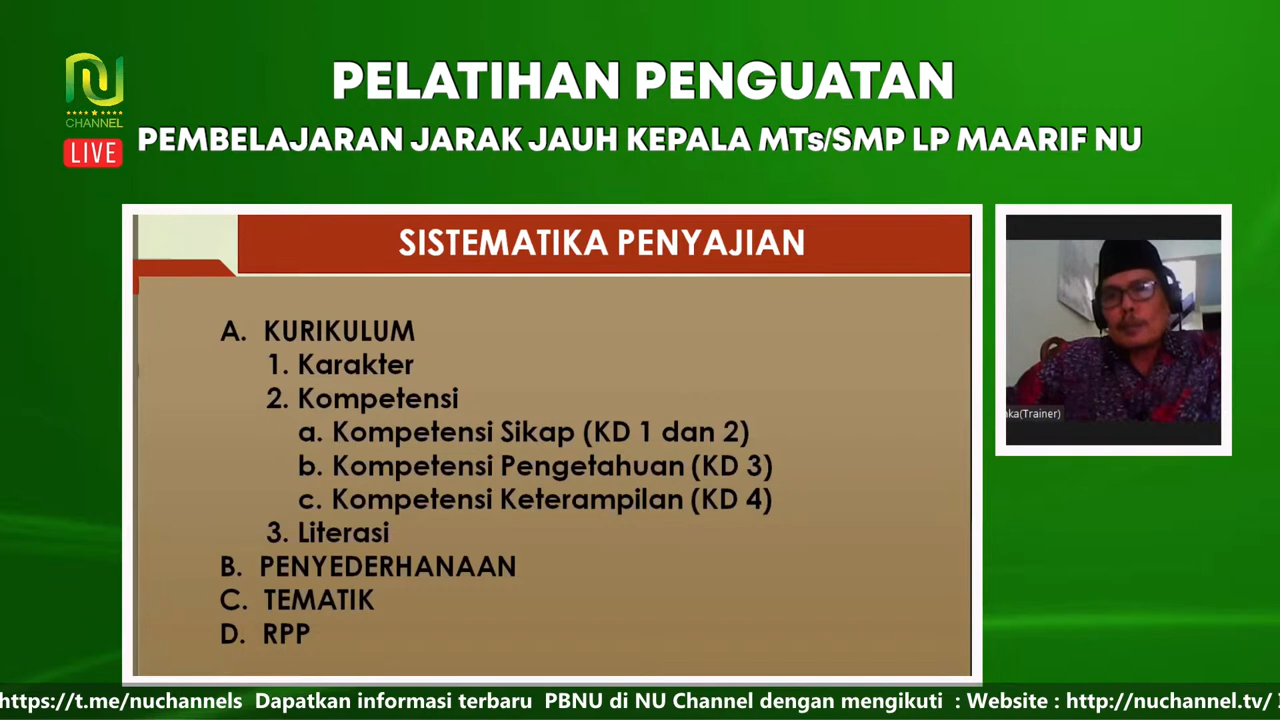 NU
CHANNEL
LIVE
PELATIHAN PENGUATAN
PEMBELAJARAN JARAK JAUH KEPALA MTs/SMP LP MAARIF NU
SISTEMATIKA PENYAJIAN
A. KURIKULUM
1. Karakter
2. Kompetensi
a. Kompetensi Sikap (KD 1 dan 2)
b. Kompetensi Pengetahuan (KD 3)
c. Kompetensi Keterampilan (KD 4)
3. Literasi
B. PENYEDERHANAAN
C. TEMATIK
D. RPP
ka(Trainer)
https://t.me/nuchannels Dapatkan informasi terbaru PBNU di NU Channel dengan mengikuti : Website : http://nuchannel.tv/